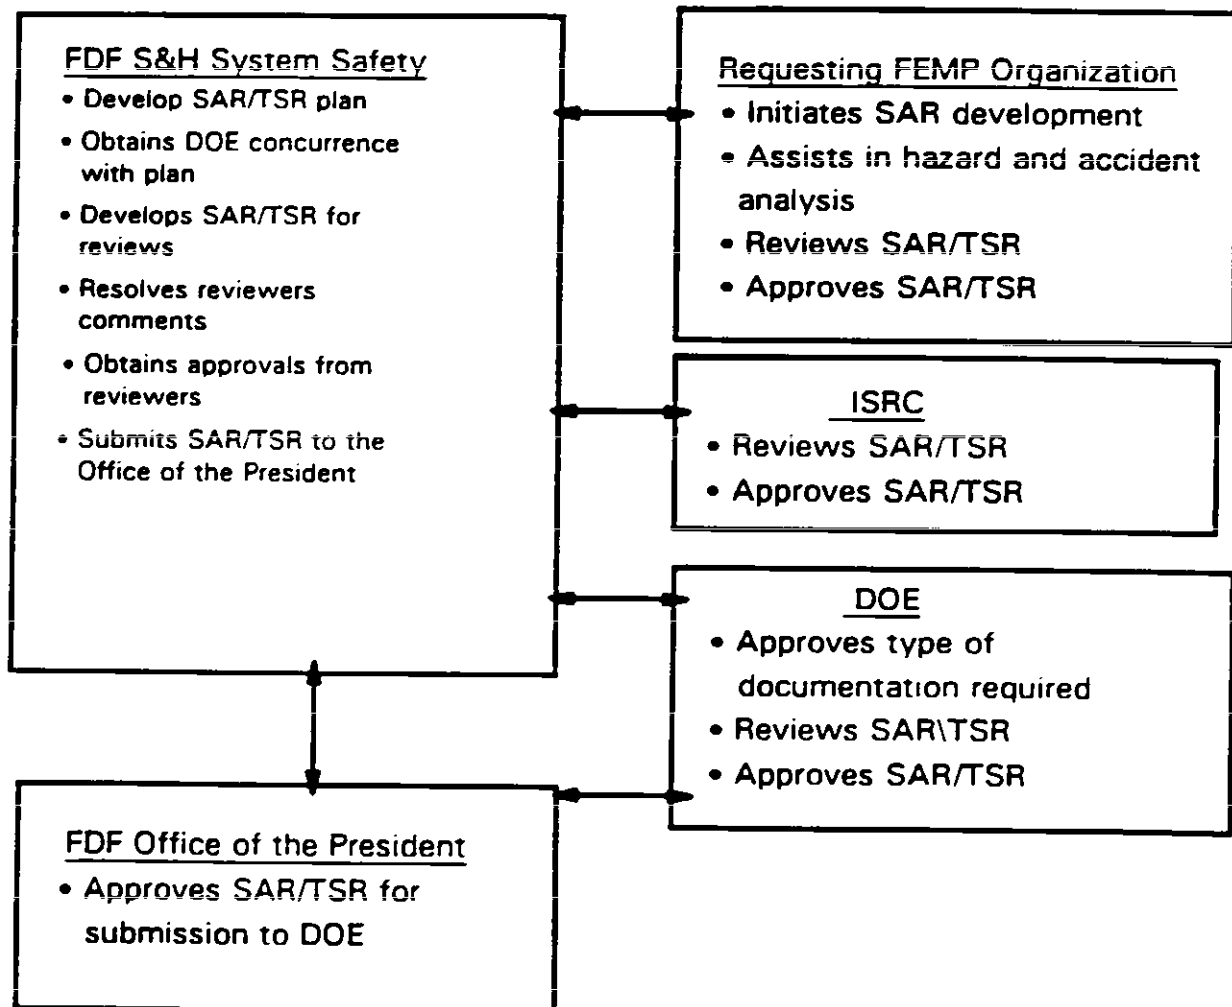 FDF S&H System Safety
• Develop SAR/TSR plan
• Obtains DOE concurrence
with plan
• Develops SAR/TSR for
reviews
• Resolves reviewers
comments
• Obtains approvals from
reviewers
• Submits SAR/TSR to the
Office of the President
Requesting FEMP Organization
• Initiates SAR development
• Assists in hazard and accident
analysis
• Reviews SAR/TSR
• Approves SAR/TSR
ISRC
• Reviews SAR/TSR
• Approves SAR/TSR
DOE
• Approves type of
documentation required
• Reviews SAR\TSR
• Approves SAR/TSR
FDF Office of the President
• Approves SAR/TSR for
submission to DOE